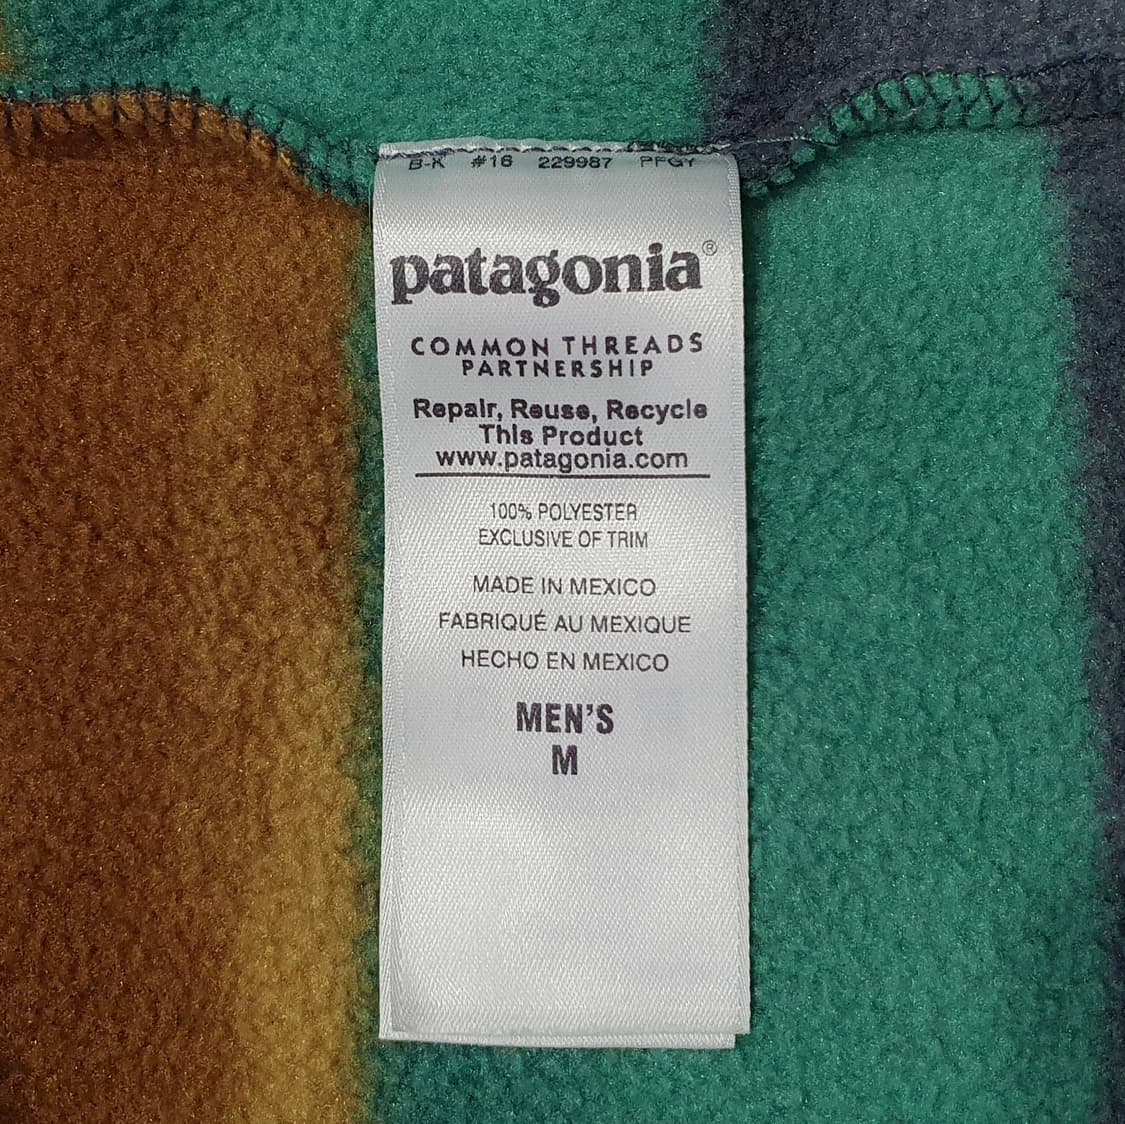 B-X #16 229987 PFGY
patagonia®
COMMON THREADS
PARTNERSHIP
Repair, Reuse, Recycle
This Product
www.patagonia.com
100% POLYESTER
EXCLUSIVE OF TRIM
MADE IN MEXICO
FABRIQUÉ AU MEXIQUE
HECHO EN MEXICO
MEN'S
M